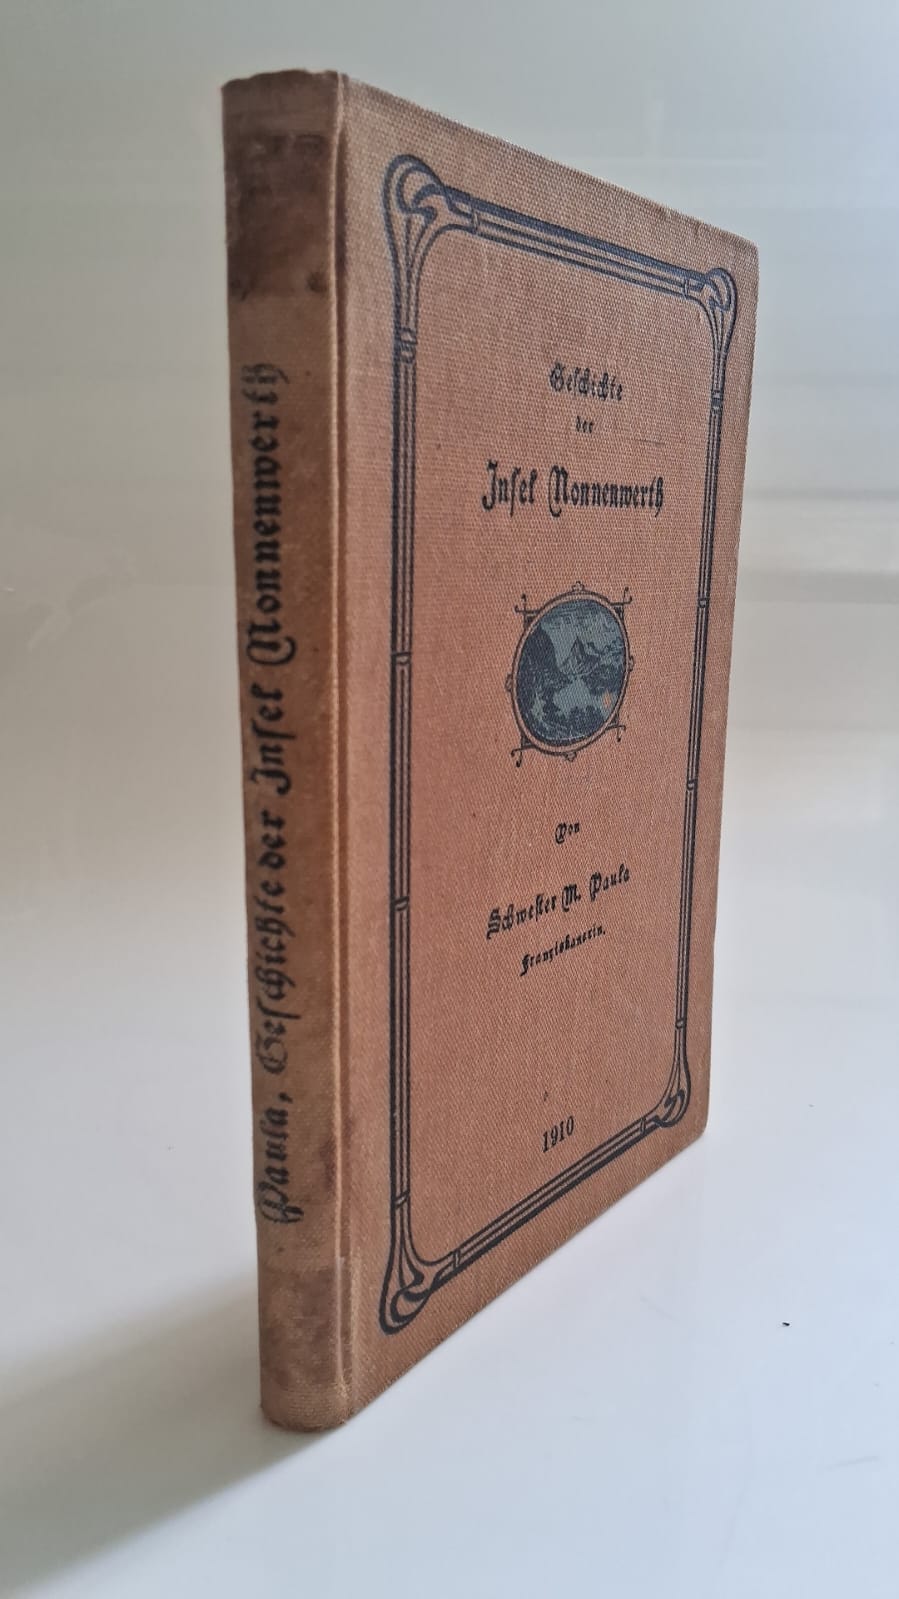 Paula, Geschichte der Insel Nonnenwerth
Geschichte
der
Insel Nonnenwerth
Von
Schwester M. Paula
Franziskanerin.
1910